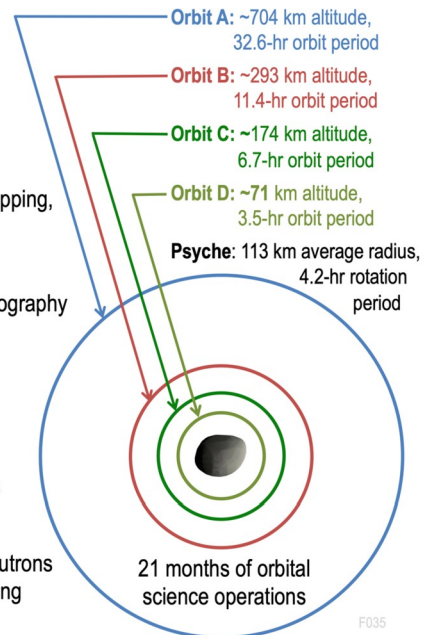 Orbit A: ~704 km altitude,
32.6-hr orbit period
Orbit B: ~293 km altitude,
11.4-hr orbit period
Orbit C: ~174 km altitude,
6.7-hr orbit period
pping,
Orbit D: ~71 km altitude,
3.5-hr orbit period
Psyche: 113 km average radius,
4.2-hr rotation
ography
period
utrons
ng
21 months of orbital
science operations
F035